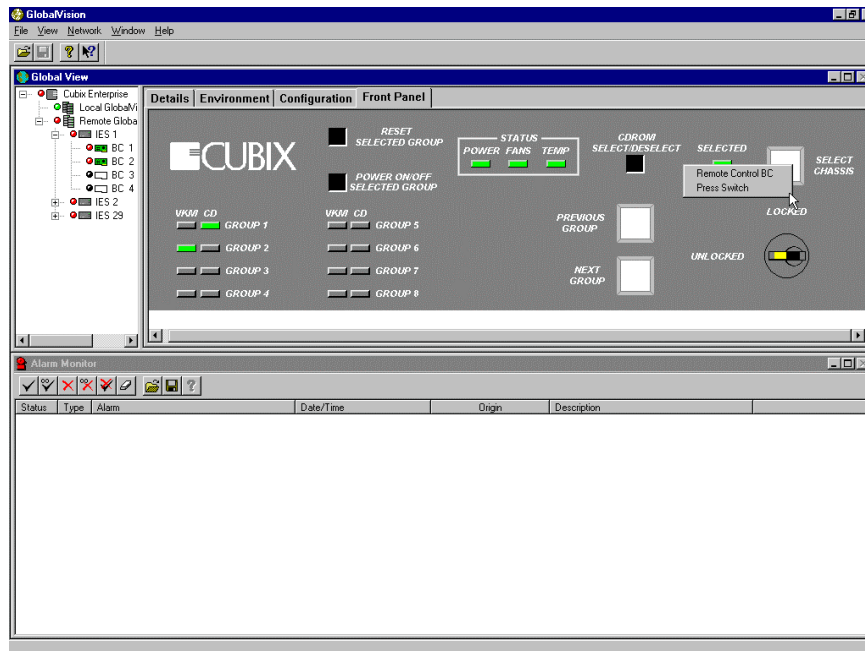 GlobalVision
File View Network Window Help
Global View
Cubix Enterprise
Local GlobalVi
Remote Globa
IES 1
BC 1
BC 2
BC 3
BC 4
IES 2
IES 29
Details Environment Configuration Front Panel
CUBIX
RESET
SELECTED GROUP
POWER ON/OFF
SELECTED GROUP
STATUS
POWER FANS TEMP
CDROM
SELECT/DESELECT
SELECTED
SELECT
CHASSIS
Remote Control BC
Press Switch
LOCKED
UNLOCKED
PREVIOUS
GROUP
NEXT
GROUP
VKM CD
GROUP 1
GROUP 2
GROUP 3
GROUP 4
VKM CD
GROUP 5
GROUP 6
GROUP 7
GROUP 8
Alarm Monitor
Status Type Alarm Date/Time Origin Description